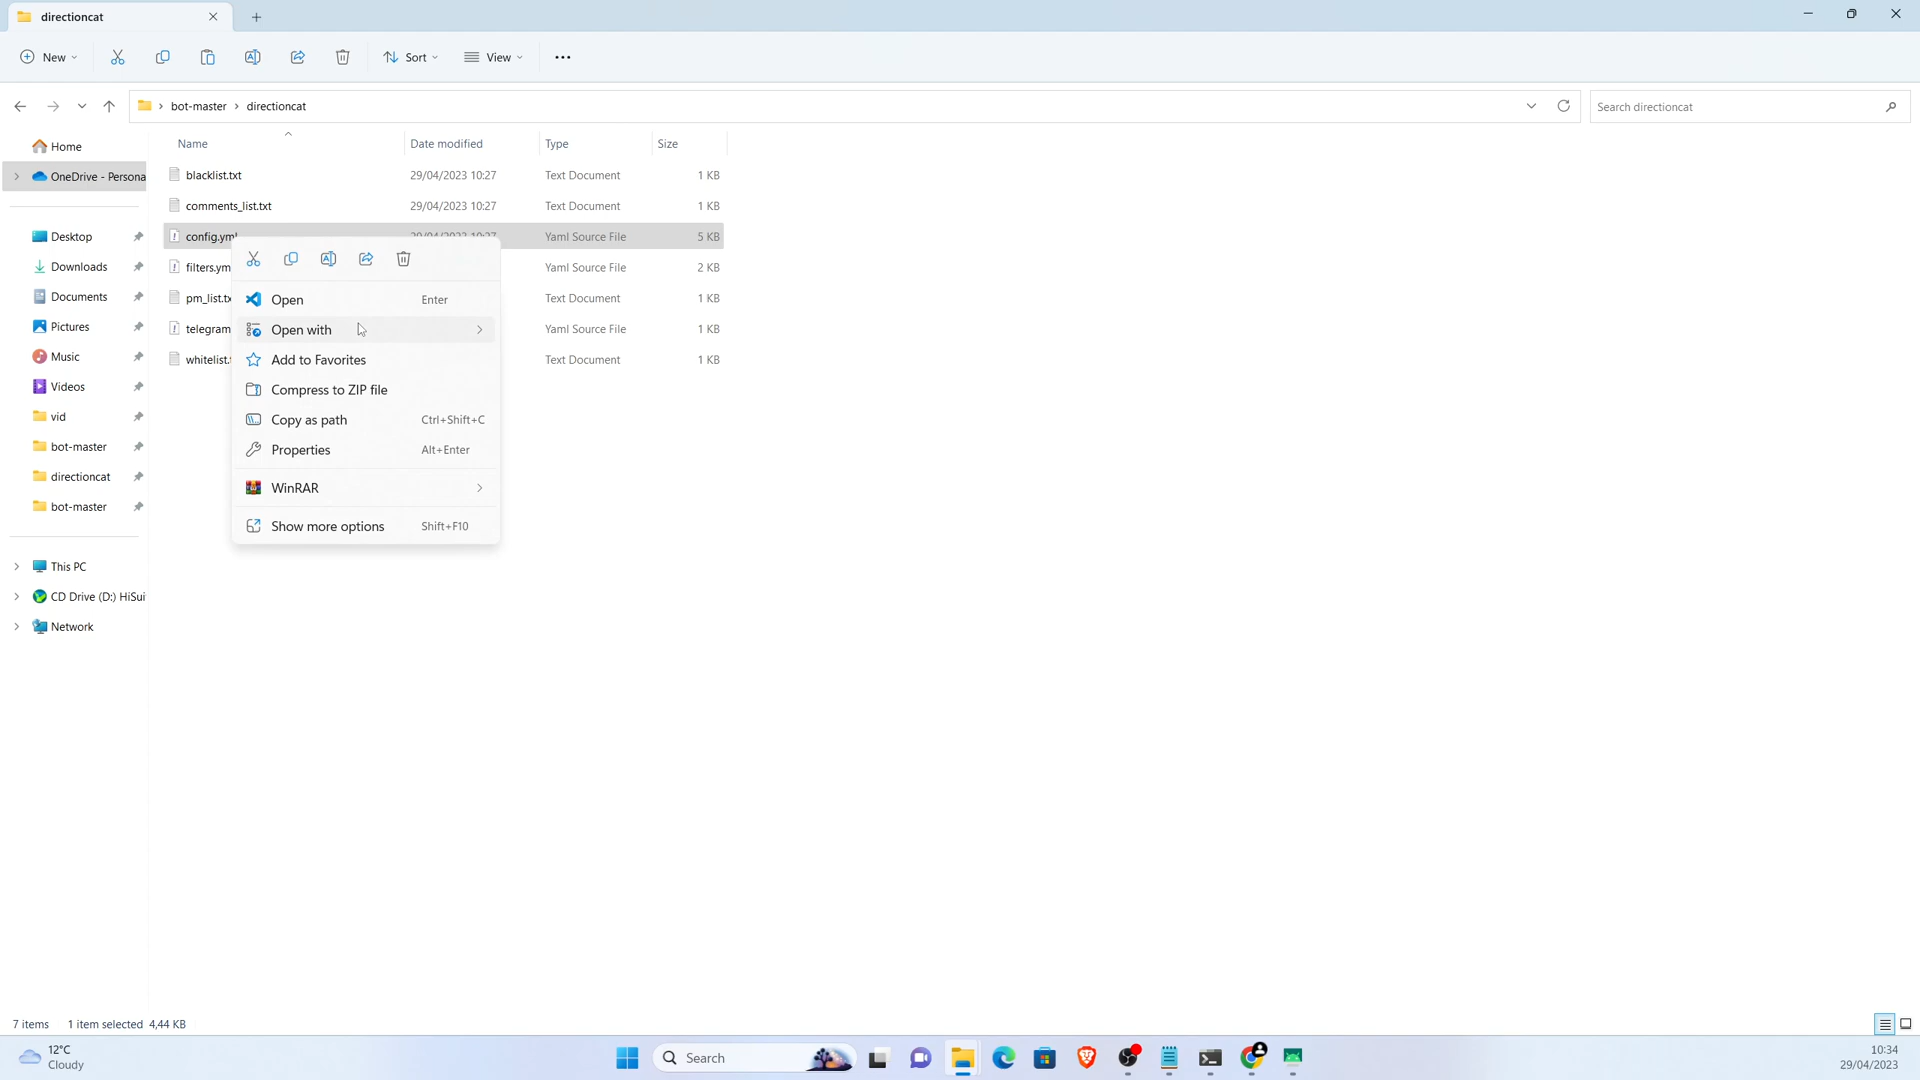 directioncat
New
Sort
View
bot-master
directioncat
Search directioncat
Name
Date modified
Type
Size
blacklist.txt
29/04/2023 10:27
Text Document
1 KB
comments_list.txt
29/04/2023 10:27
Text Document
1 KB
config.yml
29/04/2023 10:27
Yaml Source File
5 KB
filters.ym
Yaml Source File
2 KB
pm_list.tx
Text Document
1 KB
telegram
Yaml Source File
1 KB
whitelist.
Text Document
1 KB
Open
Enter
Open with
Add to Favorites
Compress to ZIP file
Copy as path
Ctrl+Shift+C
Properties
Alt+Enter
WinRAR
Show more options
Shift+F10
Home
OneDrive - Persona
Desktop
Downloads
Documents
Pictures
Music
Videos
vid
bot-master
directioncat
bot-master
This PC
CD Drive (D:) HiSui
Network
7 items
1 item selected 4,44 KB
12°C
Cloudy
Search
10:34
29/04/2023